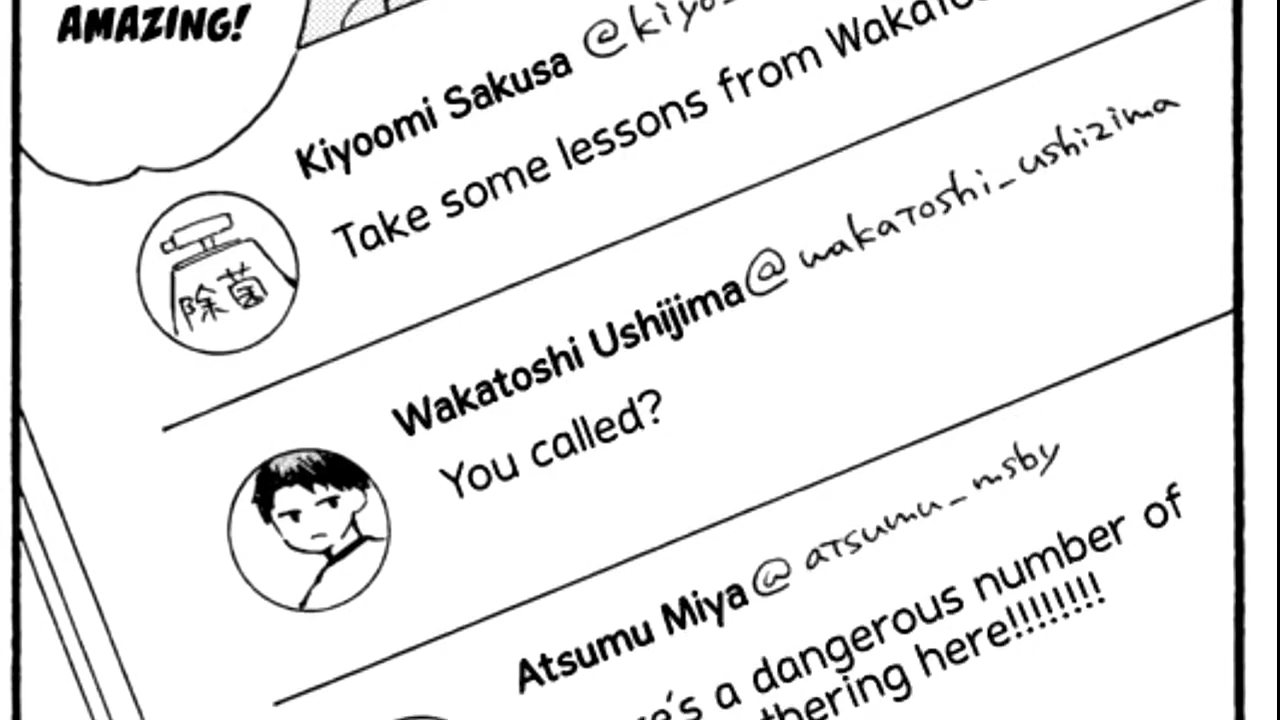 AMAZING!
Kiyoomi Sakusa @kiyo
Take some lessons from
除菌
Wakatoshi Ushijima@wakatoshi_ushizima
You called?
Atsumu Miya@atsumu_msby
a dangerous number of
here!!!!!!!!